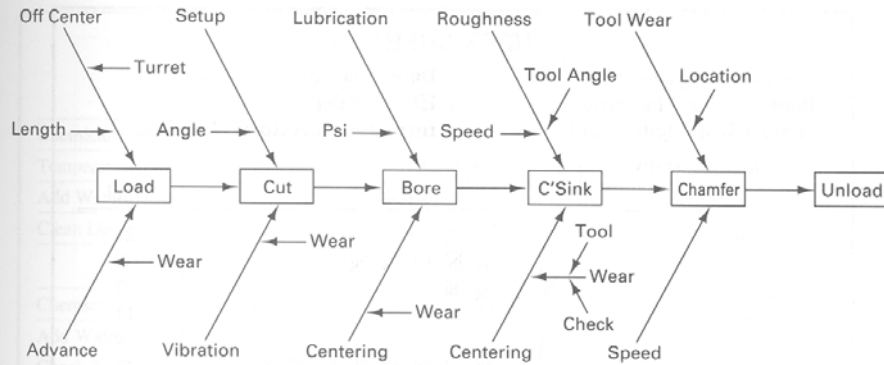 Off Center
Setup
Lubrication
Roughness
Tool Wear
Turret
Tool Angle
Location
Length
Angle
Psi
Speed
Load
Cut
Bore
C'Sink
Chamfer
Unload
Wear
Wear
Wear
Tool
Wear
Check
Advance
Vibration
Centering
Centering
Speed